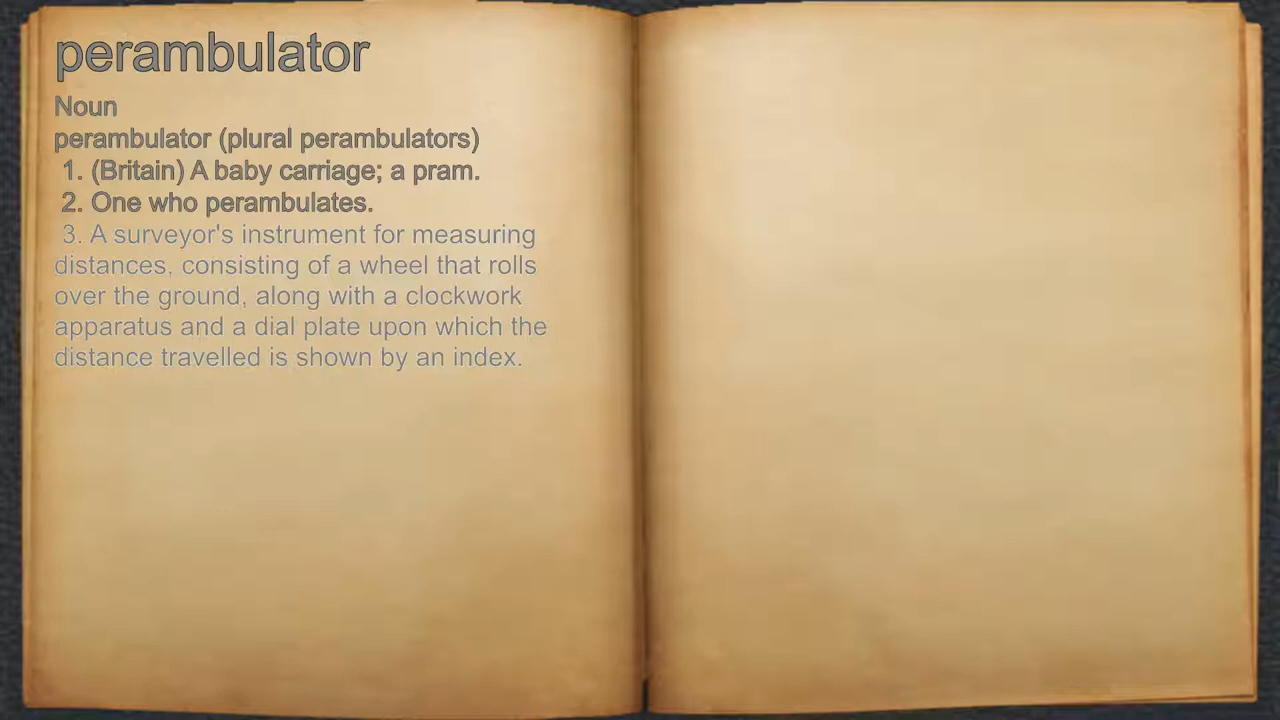 perambulator
Noun
perambulator (plural perambulators)
1. (Britain) A baby carriage; a pram.
2. One who perambulates.
3. A surveyor's instrument for measuring
distances, consisting of a wheel that rolls
over the ground, along with a clockwork
apparatus and a dial plate upon which the
distance travelled is shown by an index.